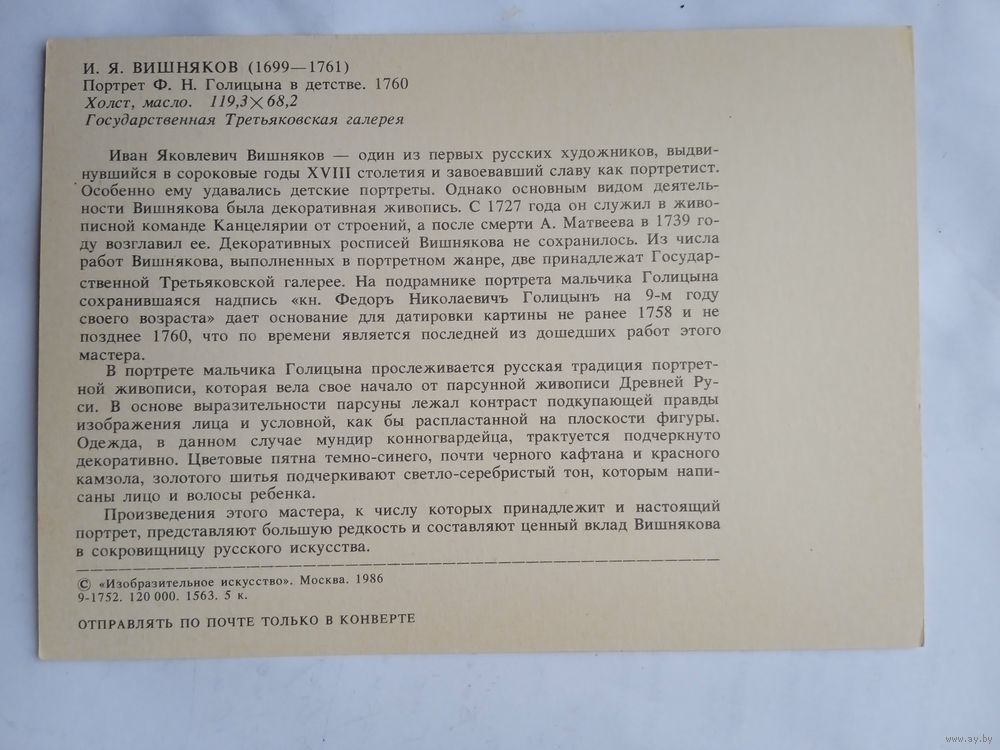 И. Я. ВИШНЯКОВ (1699—1761)
Портрет Ф. Н. Голицына в детстве. 1760
Холст, масло. 119,3×68,2
Государственная Третьяковская галерея
Иван Яковлевич Вишняков — один из первых русских художников, выдви-
нувшийся в сороковые годы XVIII столетия и завоевавший славу как портретист.
Особенно ему удавались детские портреты. Однако основным видом деятель-
ности Вишнякова была декоративная живопись. С 1727 года он служил в живо-
писной команде Канцелярии от строений, а после смерти А. Матвеева в 1739 го-
ду возглавил ее. Декоративных росписей Вишнякова не сохранилось. Из числа
работ Вишнякова, выполненных в портретном жанре, две принадлежат Государ-
ственной Третьяковской галерее. На подрамнике портрета мальчика Голицына
сохранившаяся надпись «кн. Федоръ Николаевичъ Голицынъ на 9-м году
своего возраста» дает основание для датировки картины не ранее 1758 и не
позднее 1760, что по времени является последней из дошедших работ этого
мастера.
В портрете мальчика Голицына прослеживается русская традиция портрет-
ной живописи, которая вела свое начало от парсунной живописи Древней Ру-
си. В основе выразительности парсуны лежал контраст подкупающей правды
изображения лица и условной, как бы распластанной на плоскости фигуры.
Одежда, в данном случае мундир конногвардейца, трактуется подчеркнуто
декоративно. Цветовые пятна темно-синего, почти черного кафтана и красного
камзола, золотого шитья подчеркивают светло-серебристый тон, которым напи-
саны лицо и волосы ребенка.
Произведения этого мастера, к числу которых принадлежит и настоящий
портрет, представляют большую редкость и составляют ценный вклад Вишнякова
в сокровищницу русского искусства.
© «Изобразительное искусство». Москва. 1986
9-1752. 120 000. 1563. 5 к.
ОТПРАВЛЯТЬ ПО ПОЧТЕ ТОЛЬКО В КОНВЕРТЕ
www.ay.by